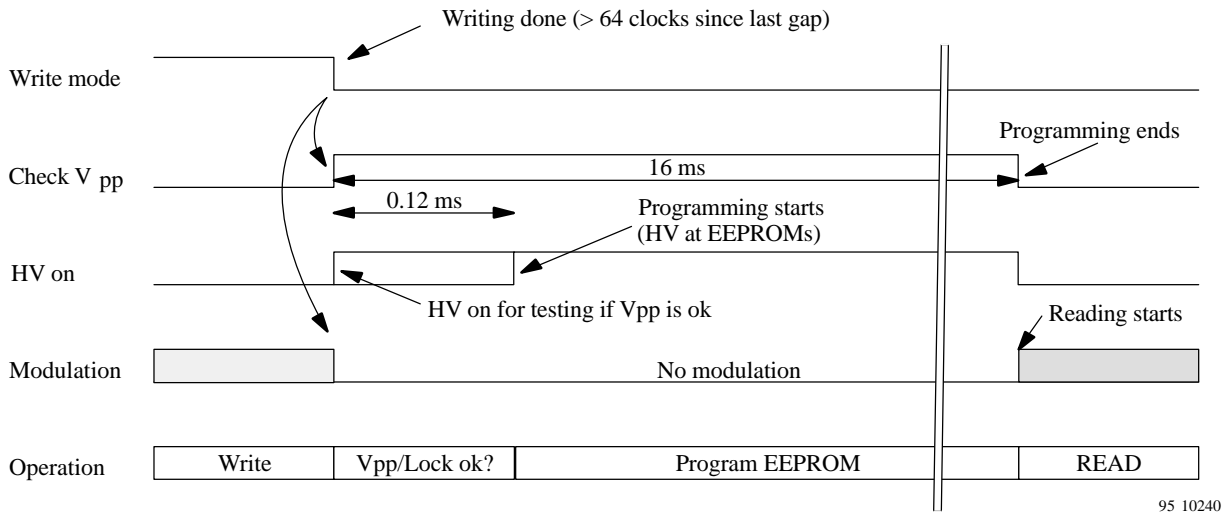 Writing done (> 64 clocks since last gap)
Write mode
Programming ends
Check V pp
16 ms
0.12 ms
Programming starts
(HV at EEPROMs)
HV on
HV on for testing if Vpp is ok
Reading starts
Modulation
No modulation
Operation
Write
Vpp/Lock ok?
Program EEPROM
READ
95 10240